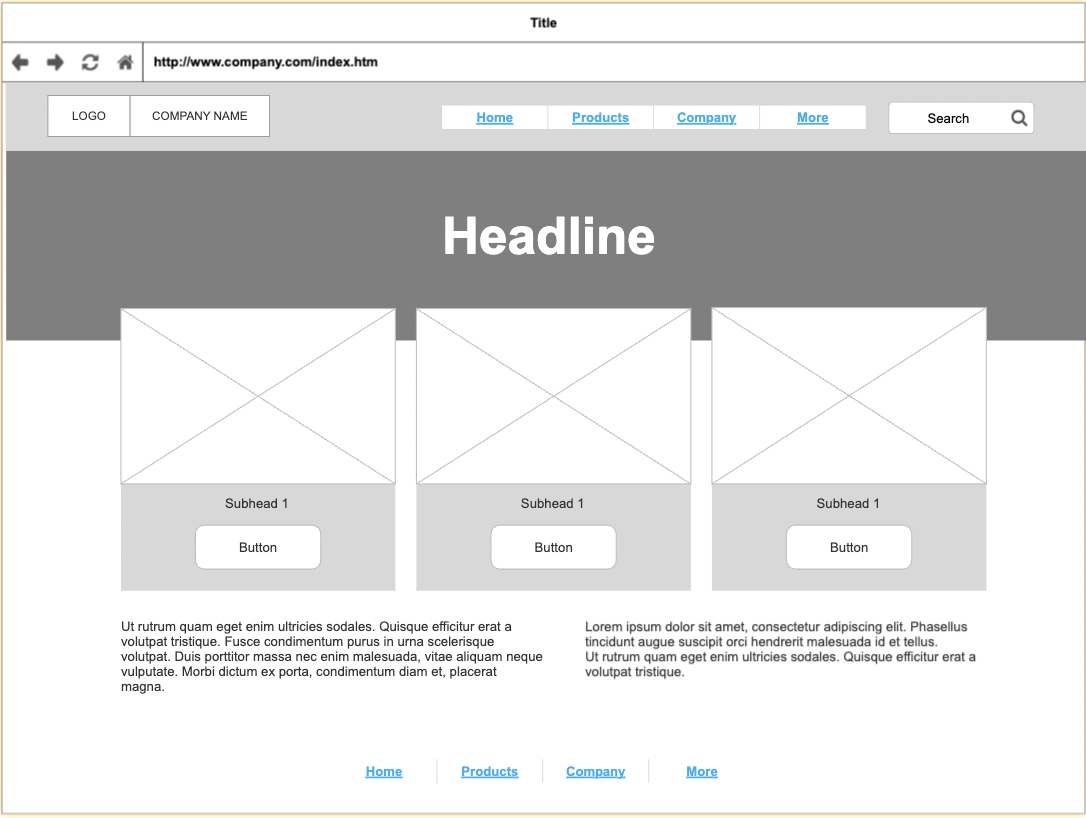 Title
http://www.company.com/index.htm
LOGO
COMPANY NAME
Home
Products
Company
More
Search
Headline
Subhead 1
Subhead 1
Subhead 1
Button
Button
Button
Ut rutrum quam eget enim ultricies sodales. Quisque efficitur erat a
volutpat tristique. Fusce condimentum purus in urna scelerisque
volutpat. Duis porttitor massa nec enim malesuada, vitae aliquam neque
vulputate. Morbi dictum ex porta, condimentum diam et, placerat
magna.
Lorem ipsum dolor sit amet, consectetur adipiscing elit. Phasellus
tincidunt augue suscipit orci hendrerit malesuada id et tellus.
Ut rutrum quam eget enim ultricies sodales. Quisque efficitur erat a
volutpat tristique.
Home
Products
Company
More